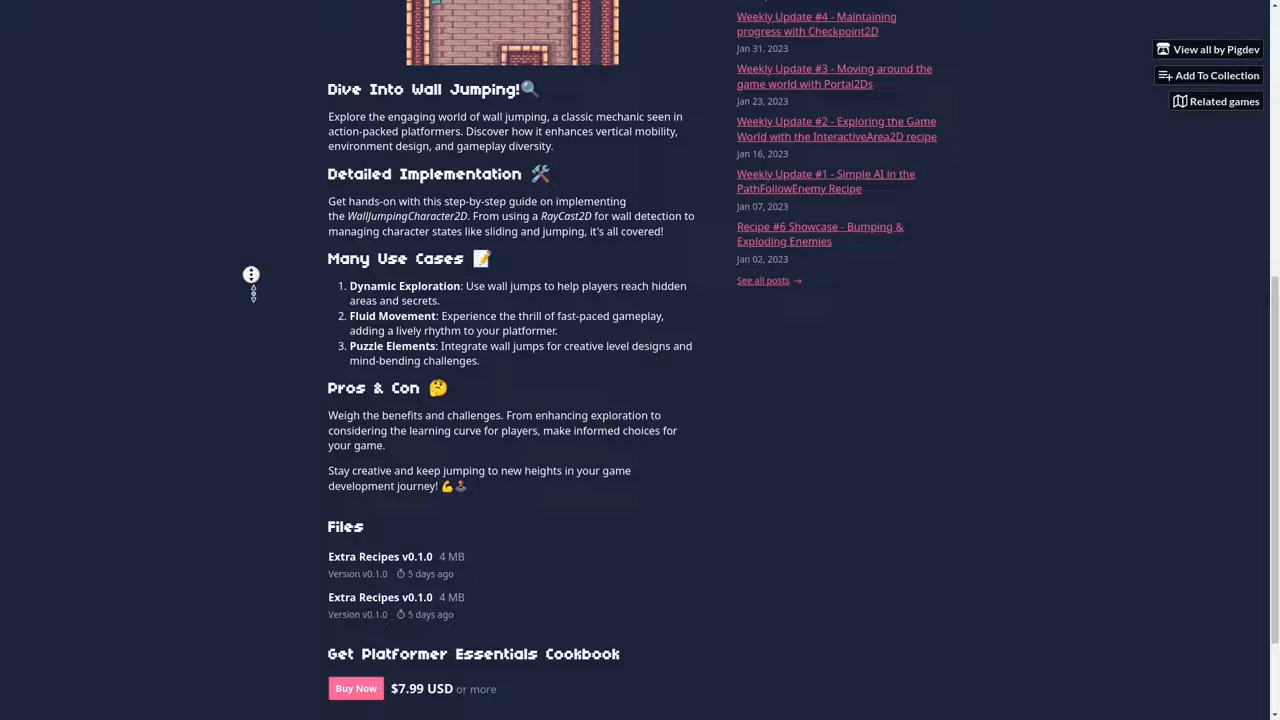 Dive Into Wall Jumping!🔍
Explore the engaging world of wall jumping, a classic mechanic seen in
action-packed platformers. Discover how it enhances vertical mobility,
environment design, and gameplay diversity.
Detailed Implementation 🛠️
Get hands-on with this step-by-step guide on implementing
the WallJumpingCharacter2D. From using a RayCast2D for wall detection to
managing character states like sliding and jumping, it's all covered!
Many Use Cases 📝
1. Dynamic Exploration: Use wall jumps to help players reach hidden
areas and secrets.
2. Fluid Movement: Experience the thrill of fast-paced gameplay,
adding a lively rhythm to your platformer.
3. Puzzle Elements: Integrate wall jumps for creative level designs and
mind-bending challenges.
Pros & Con 🤔
Weigh the benefits and challenges. From enhancing exploration to
considering the learning curve for players, make informed choices for
your game.
Stay creative and keep jumping to new heights in your game
development journey! 💪🕹️
Files
Extra Recipes v0.1.0 4 MB
Version v0.1.0 5 days ago
Extra Recipes v0.1.0 4 MB
Version v0.1.0 5 days ago
Get Platformer Essentials Cookbook
Buy Now $7.99 USD or more
Weekly Update #4 - Maintaining
progress with Checkpoint2D
Jan 31, 2023
Weekly Update #3 - Moving around the
game world with Portal2Ds
Jan 23, 2023
Weekly Update #2 - Exploring the Game
World with the InteractiveArea2D recipe
Jan 16, 2023
Weekly Update #1 - Simple AI in the
PathFollowEnemy Recipe
Jan 07, 2023
Recipe #6 Showcase - Bumping &
Exploding Enemies
Jan 02, 2023
See all posts →
View all by Pigdev
Add To Collection
Related games